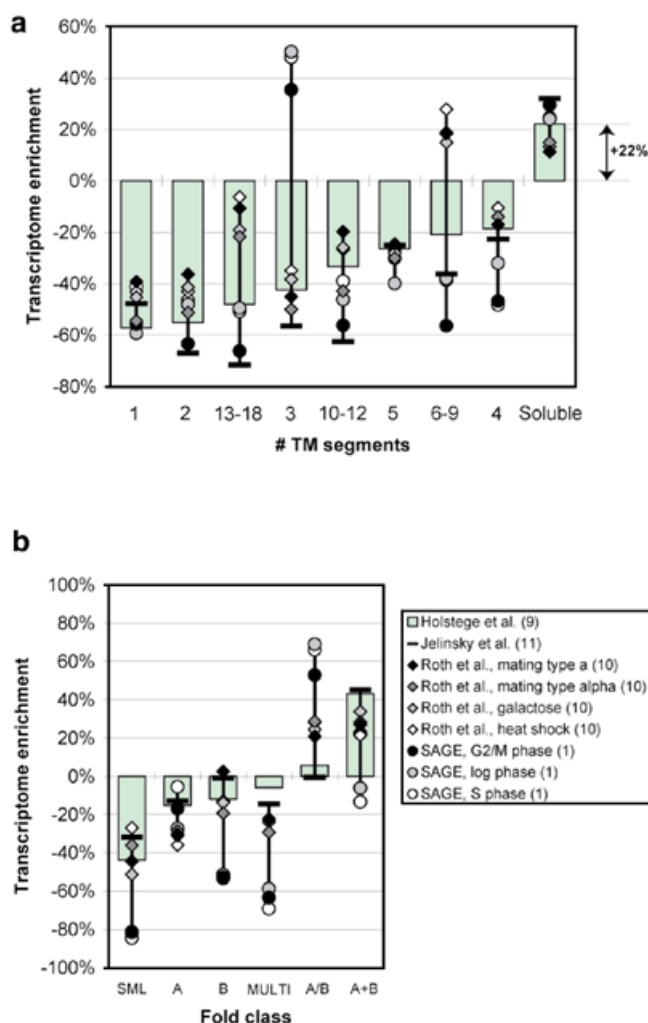 a
Transcriptome enrichment
60%
40%
20%
0%
-20%
-40%
-60%
-80%
+22%
1 2 13-18 3 10-12 5 6-9 4 Soluble
# TM segments
b
Transcriptome enrichment
100%
80%
60%
40%
20%
0%
-20%
-40%
-60%
-80%
-100%
SML A B MULTI A/B A+B
Fold class
Holstege et al. (9)
Jelinsky et al. (11)
Roth et al., mating type a (10)
Roth et al., mating type alpha (10)
Roth et al., galactose (10)
Roth et al., heat shock (10)
SAGE, G2/M phase (1)
SAGE, log phase (1)
SAGE, S phase (1)